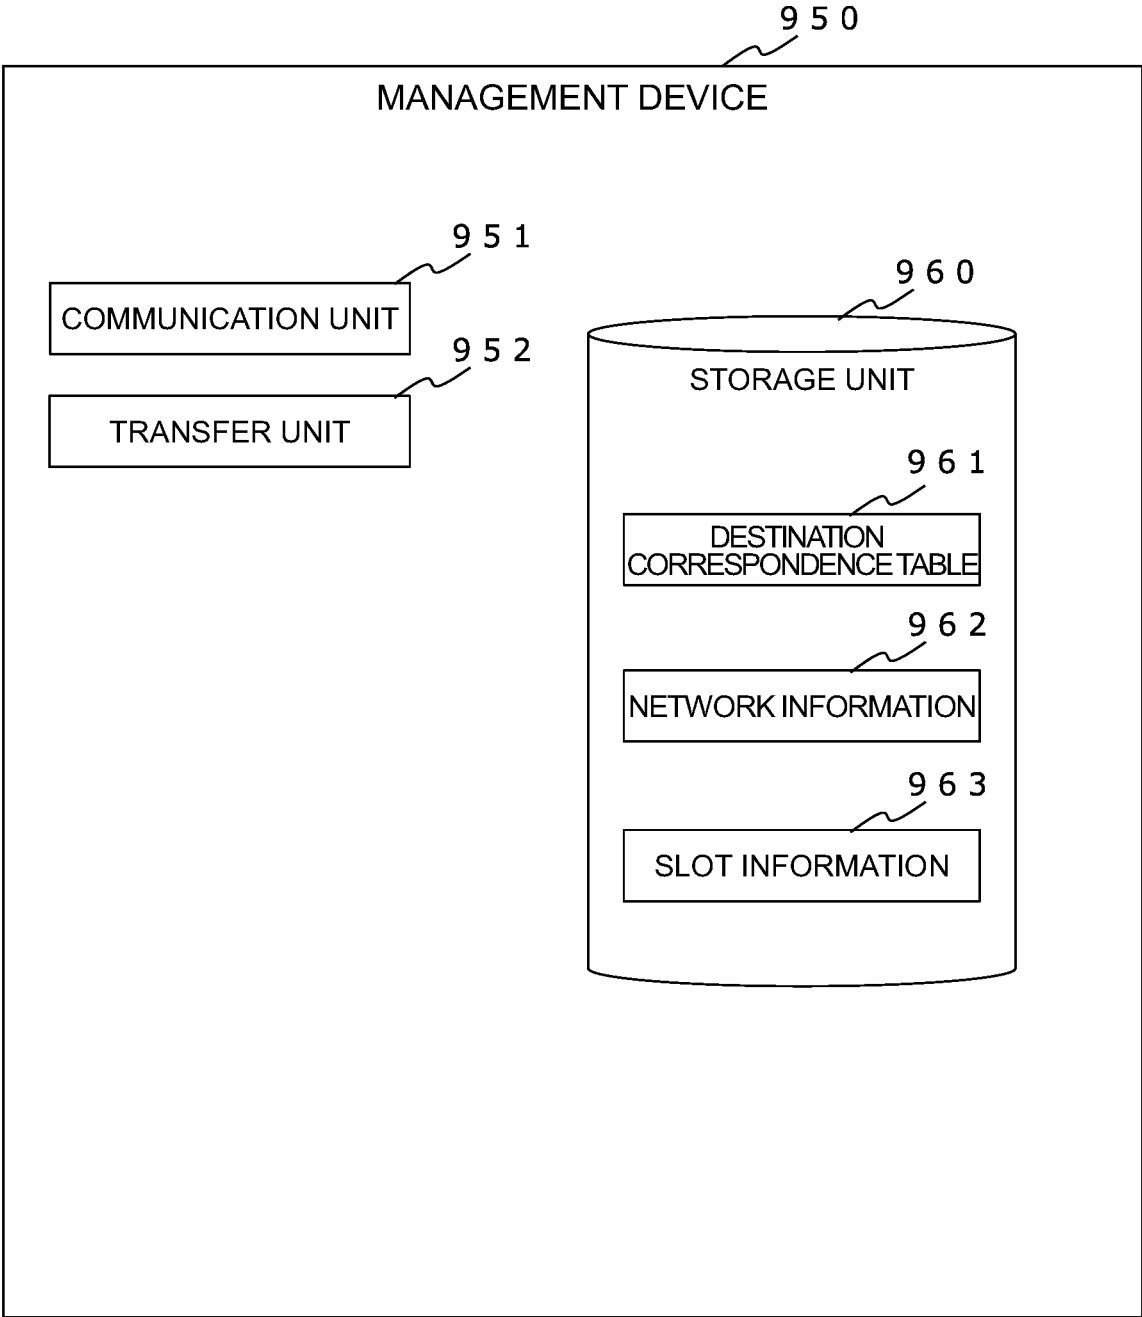 950
MANAGEMENT DEVICE
951
COMMUNICATION UNIT
952
TRANSFER UNIT
960
STORAGE UNIT
961
DESTINATION
CORRESPONDENCE TABLE
962
NETWORK INFORMATION
963
SLOT INFORMATION